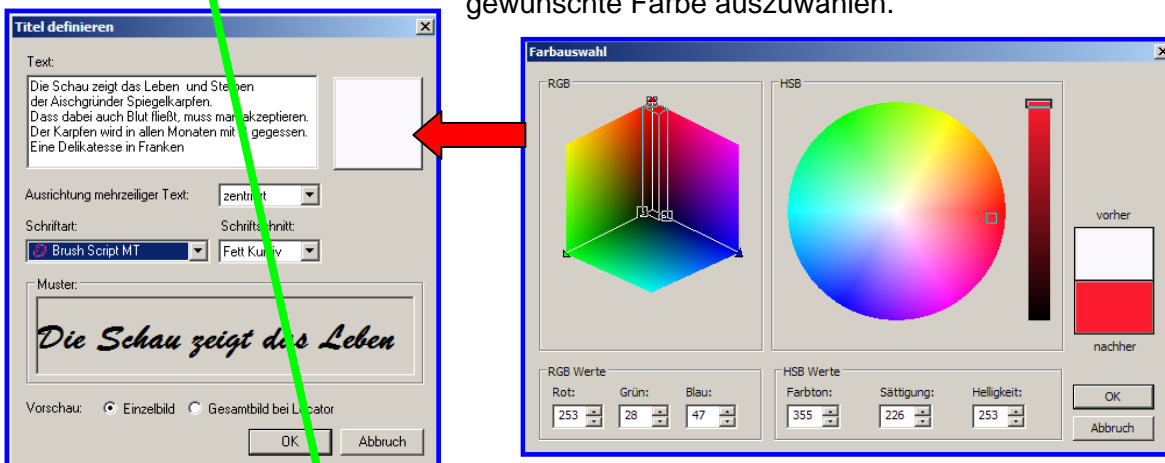 gewünschte Farbe auszuwählen.
Titel definieren
Text:
Die Schau zeigt das Leben und Sterben
der Aischgründer Spiegelkarpfen.
Dass dabei auch Blut fließt, muss man akzeptieren.
Der Karpfen wird in allen Monaten mit gegessen.
Eine Delikatesse in Franken
Ausrichtung mehrzeiliger Text: zentriert
Schriftart: Schriftschnitt:
Brush Script MT Fett Kursiv
Muster:
Die Schau zeigt das Leben
Vorschau: Einzelbild Gesamtbild bei Locator
OK Abbruch
Farbauswahl
RGB
HSB
vorher
nachher
RGB Werte
Rot: Grün: Blau:
253 28 47
HSB Werte
Farbton: Sättigung: Helligkeit:
355 226 253
OK
Abbruch